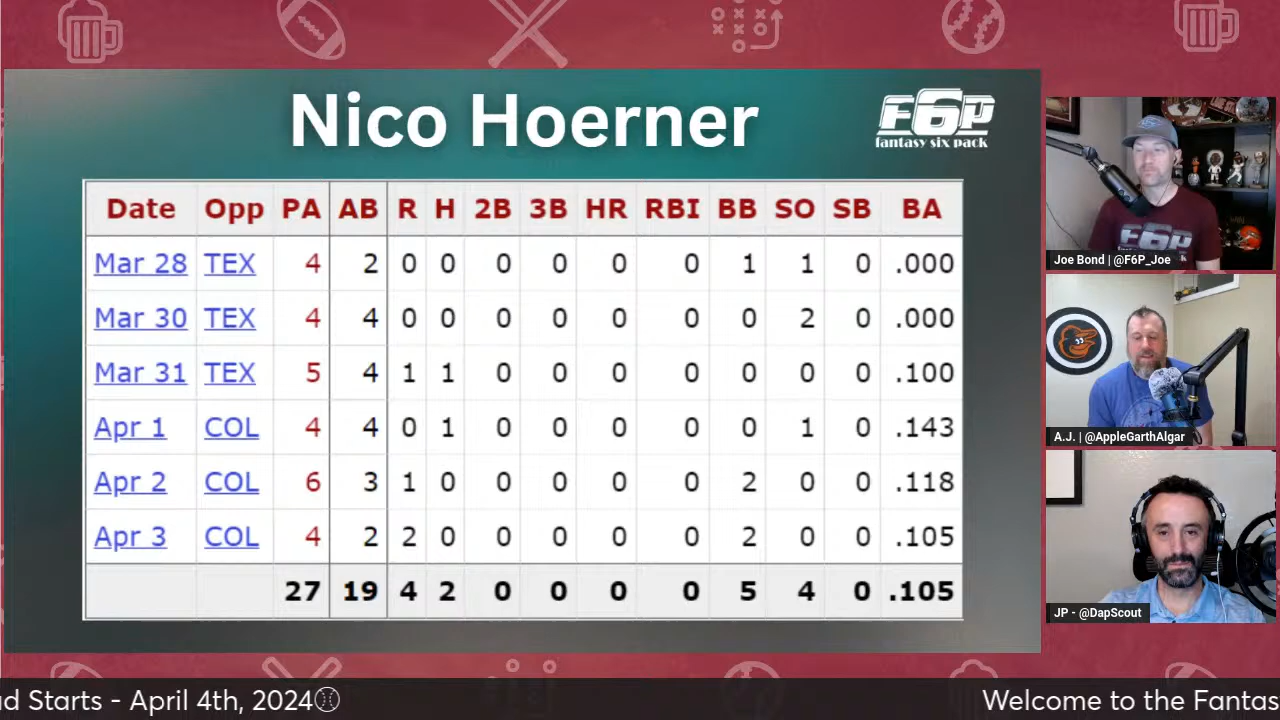 Nico Hoerner
F6P
fantasy six pack
Date Opp PA AB R H 2B 3B HR RBI BB SO SB BA
Mar 28 TEX 4 2 0 0 0 0 0 0 1 1 0 .000
Mar 30 TEX 4 4 0 0 0 0 0 0 0 2 0 .000
Mar 31 TEX 5 4 1 1 0 0 0 0 0 0 0 .100
Apr 1 COL 4 4 0 1 0 0 0 0 0 1 0 .143
Apr 2 COL 6 3 1 0 0 0 0 0 2 0 0 .118
Apr 3 COL 4 2 2 0 0 0 0 0 2 0 0 .105
27 19 4 2 0 0 0 0 5 4 0 .105
F6P
Joe Bond | @F6P_Joe
A.J. | @AppleGarthAlgar
JP - @DapScout
ad Starts - April 4th, 2024
Welcome to the Fantas